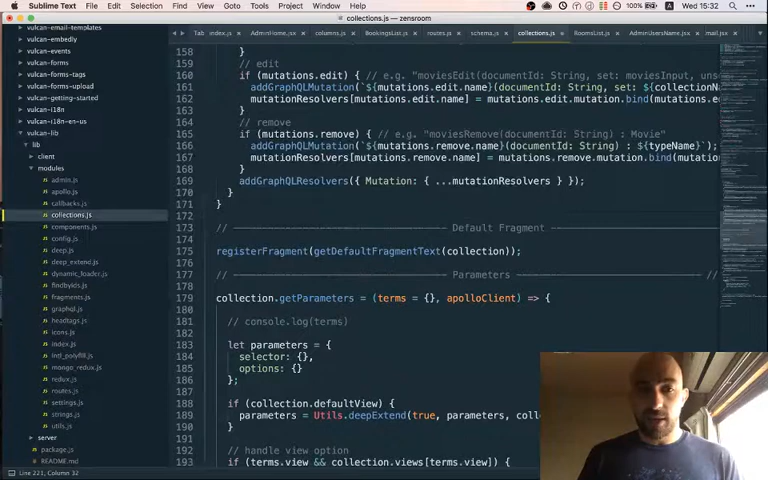 Sublime Text File Edit Selection Find View Goto Tools Project Window Help 100% Wed 15:32
collections.js — zensroom
vulcan-email-templates
vulcan-embedly
vulcan-events
vulcan-forms
vulcan-forms-tags
vulcan-forms-upload
vulcan-getting-started
vulcan-i18n
vulcan-i18n-en-us
vulcan-lib
lib
client
modules
admin.js
apollo.js
callbacks.js
collections.js
components.js
config.js
deep.js
deep_extend.js
dynamic_loader.js
findbyids.js
fragments.js
graphql.js
headtags.js
icons.js
index.js
intl_polyfill.js
mongo_redux.js
redux.js
routes.js
settings.js
strings.js
utils.js
server
package.js
README.md
Tab index.js AdminHome.jsx columns.js BookingsList.jsx routes.js schema.js collections.js RoomsList.jsx AdminUsersName.jsx mail.jsx
158 }
159 // edit
160 if (mutations.edit) { // e.g. "moviesEdit(documentId: String, set: moviesInput, uns
161 addGraphQLMutation(`${mutations.edit.name}(documentId: String, set: ${collectionN
162 mutationResolvers[mutations.edit.name] = mutations.edit.mutation.bind(mutations.e
163 }
164 // remove
165 if (mutations.remove) { // e.g. "moviesRemove(documentId: String) : Movie"
166 addGraphQLMutation(`${mutations.remove.name}(documentId: String) : ${typeName}`);
167 mutationResolvers[mutations.remove.name] = mutations.remove.mutation.bind(mutatio
168 }
169 addGraphQLResolvers({ Mutation: { ...mutationResolvers } });
170 }
171 }
172
173 // Default Fragment
174
175 registerFragment(getDefaultFragmentText(collection));
176
177 // Parameters //
178
179 collection.getParameters = (terms = {}, apolloClient) => {
180
181 // console.log(terms)
182
183 let parameters = {
184 selector: {},
185 options: {}
186 };
187
188 if (collection.defaultView) {
189 parameters = Utils.deepExtend(true, parameters, coll
190 }
191
192 // handle view option
193 if (terms.view && collection.views[terms.view]) {
Line 221, Column 32